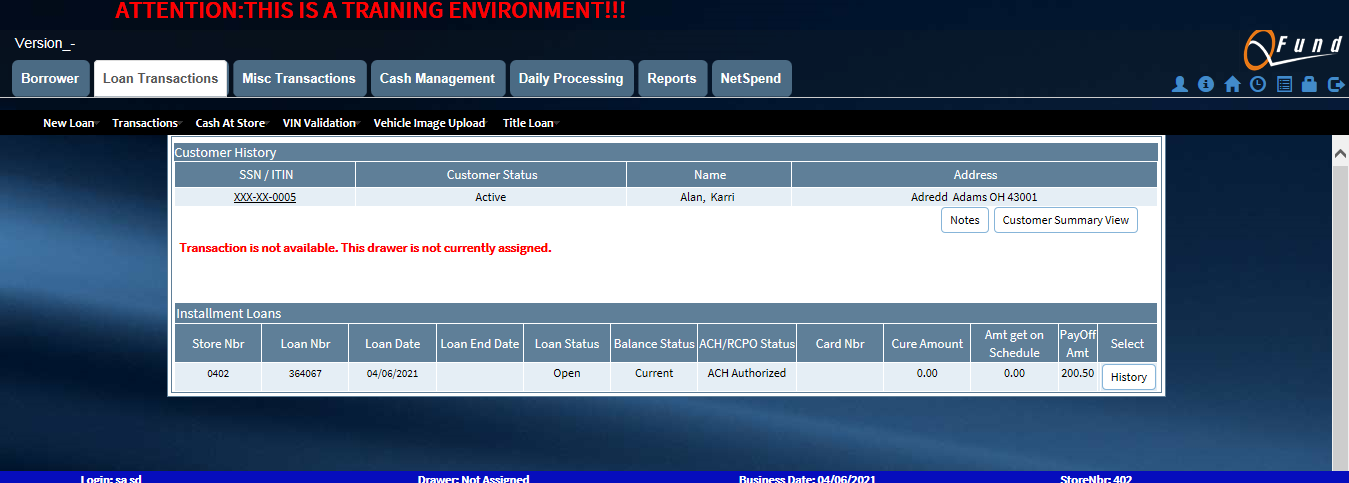 ATTENTION:THIS IS A TRAINING ENVIRONMENT!!!
Version_-
QFund
Borrower Loan Transactions Misc Transactions Cash Management Daily Processing Reports NetSpend
New Loan Transactions Cash At Store VIN Validation Vehicle Image Upload Title Loan
Customer History
SSN / ITIN Customer Status Name Address
XXX-XX-0005 Active Alan, Karri Adredd Adams OH 43001
Notes Customer Summary View
Transaction is not available. This drawer is not currently assigned.
Installment Loans
Store Nbr Loan Nbr Loan Date Loan End Date Loan Status Balance Status ACH/RCPO Status Card Nbr Cure Amount Amt get on Schedule PayOff Amt Select
0402 364067 04/06/2021 Open Current ACH Authorized 0.00 0.00 200.50 History
Login: sa sd Drawer: Not Assigned Business Date: 04/06/2021 StoreNbr: 402